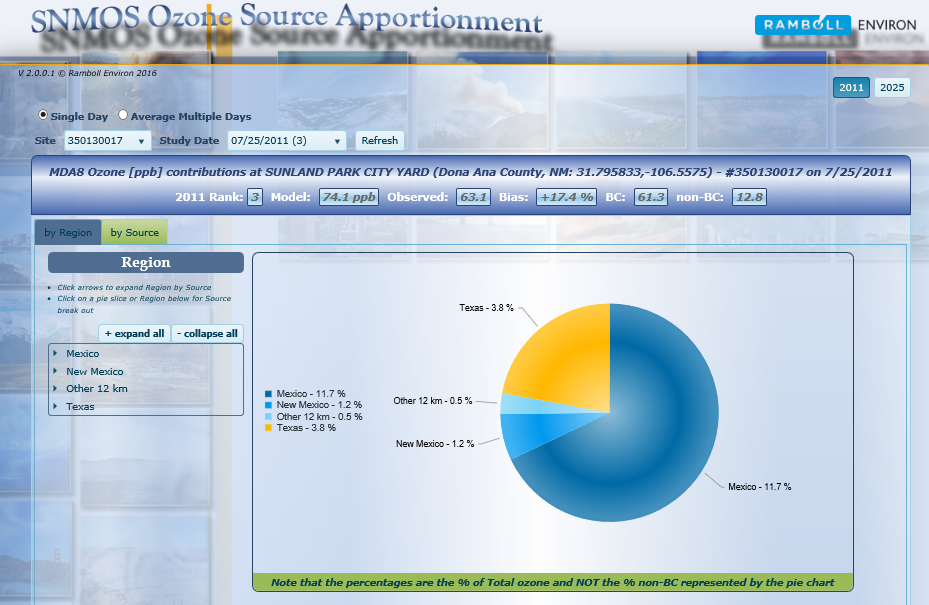 SNMOS Ozone Source Apportionment
RAMBOLL ENVIRON
V 2.0.0.1 © Ramboll Environ 2016
2011 2025
Single Day Average Multiple Days
Site 350130017 Study Date 07/25/2011 (3) Refresh
MDA8 Ozone [ppb] contributions at SUNLAND PARK CITY YARD (Dona Ana County, NM: 31.795833,-106.5575) - #350130017 on 7/25/2011
2011 Rank: 3 Model: 74.1 ppb Observed: 63.1 Bias: +17.4 % BC: 61.3 non-BC: 12.8
by Region by Source
Region
Click arrows to expand Region by Source
Click on a pie slice or Region below for Source
break out
+ expand all - collapse all
Mexico
New Mexico
Other 12 km
Texas
Mexico - 11.7 %
New Mexico - 1.2 %
Other 12 km - 0.5 %
Texas - 3.8 %
Texas - 3.8 %
Other 12 km - 0.5 %
New Mexico - 1.2 %
Mexico - 11.7 %
Note that the percentages are the % of Total ozone and NOT the % non-BC represented by the pie chart